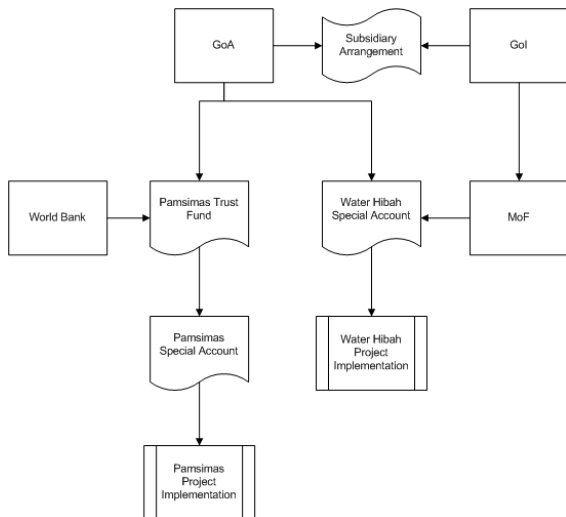 GoA
Subsidiary
Arrangement
GoI
World Bank
Pamsimas Trust
Fund
Water Hibah
Special Account
MoF
Pamsimas
Special Account
Water Hibah
Project
Implementation
Pamsimas
Project
Implementation